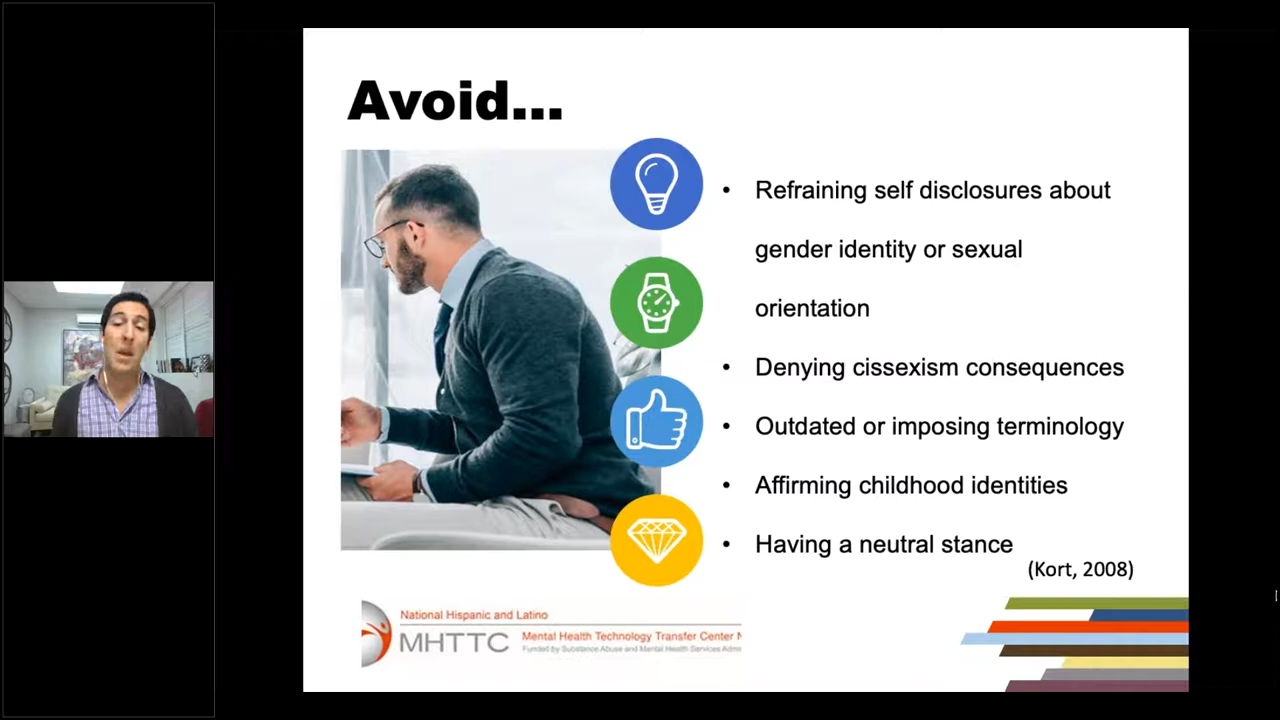 Avoid...
• Refraining self disclosures about
gender identity or sexual
orientation
• Denying cissexism consequences
• Outdated or imposing terminology
• Affirming childhood identities
• Having a neutral stance
(Kort, 2008)
National Hispanic and Latino
MHTTC
Mental Health Technology Transfer Center N
Funded by Substance Abuse and Mental Health Services Admi